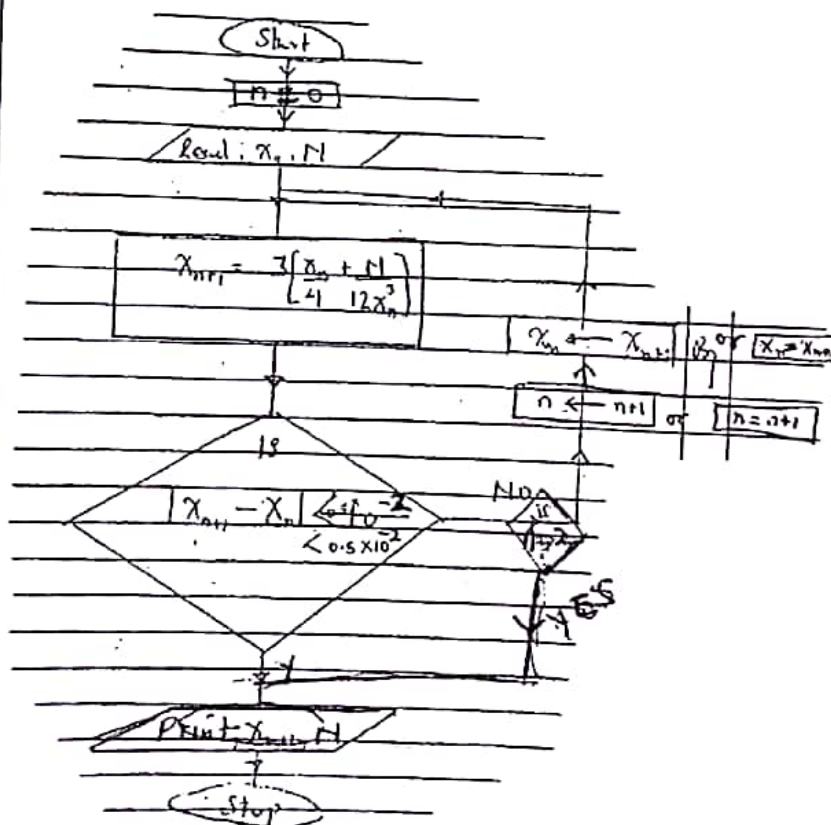 Start
n = 0
Read: x₀, N
xₙ₊₁ = 3[xₙ/4 + N/12xₙ³]
xₙ ← xₙ₊₁ or xₙ = xₙ₊₁
n ← n+1 or n = n+1
Is
|xₙ₊₁ − xₙ|
< 0.5 × 10⁻²
No
is
Yes
Y
Print xₙ₊₁, N
Stop